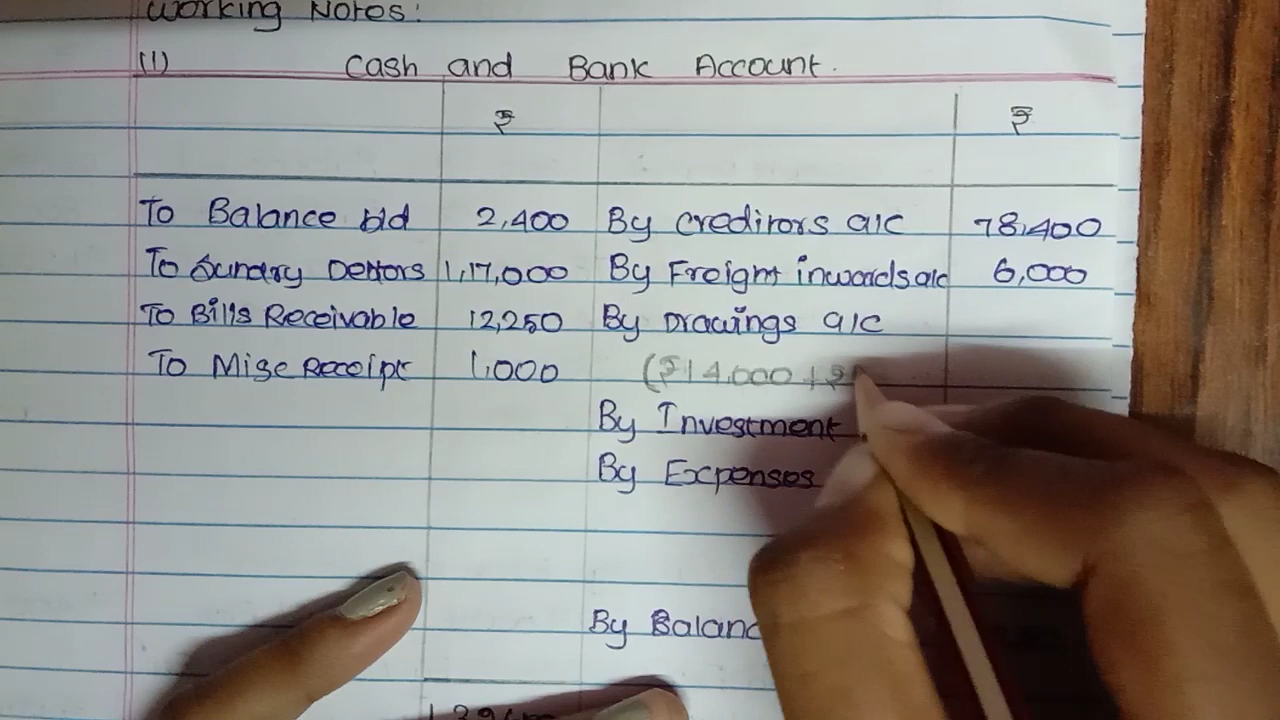 Working Notes:
(1) Cash and Bank Account.
₹ ₹
To Balance b/d 2,400 By Creditors a/c 78,400
To Sundry Debtors 1,17,000 By Freight inwards a/c 6,000
To Bills Receivable 12,250 By Drawings a/c
To Misc Receipt 1,000 (₹14,000 +
By Investment
By Expenses
By Balanc